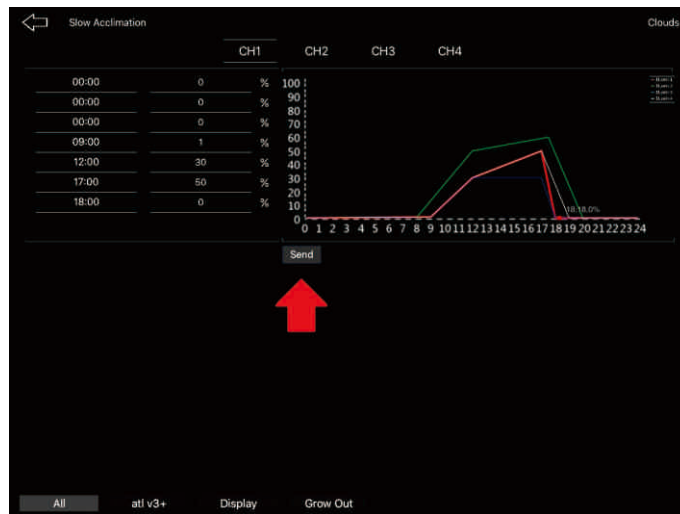 Slow Acclimation
Clouds
CH1 CH2 CH3 CH4
00:00 0 %
00:00 0 %
00:00 0 %
09:00 1 %
12:00 30 %
17:00 50 %
18:00 0 %
100
90
80
70
60
50
40
30
20
10
0
18:18,0%
0 1 2 3 4 5 6 7 8 9 10 11 12 13 14 15 16 17 18 19 20 21 22 23 24
Send
All atl v3+ Display Grow Out